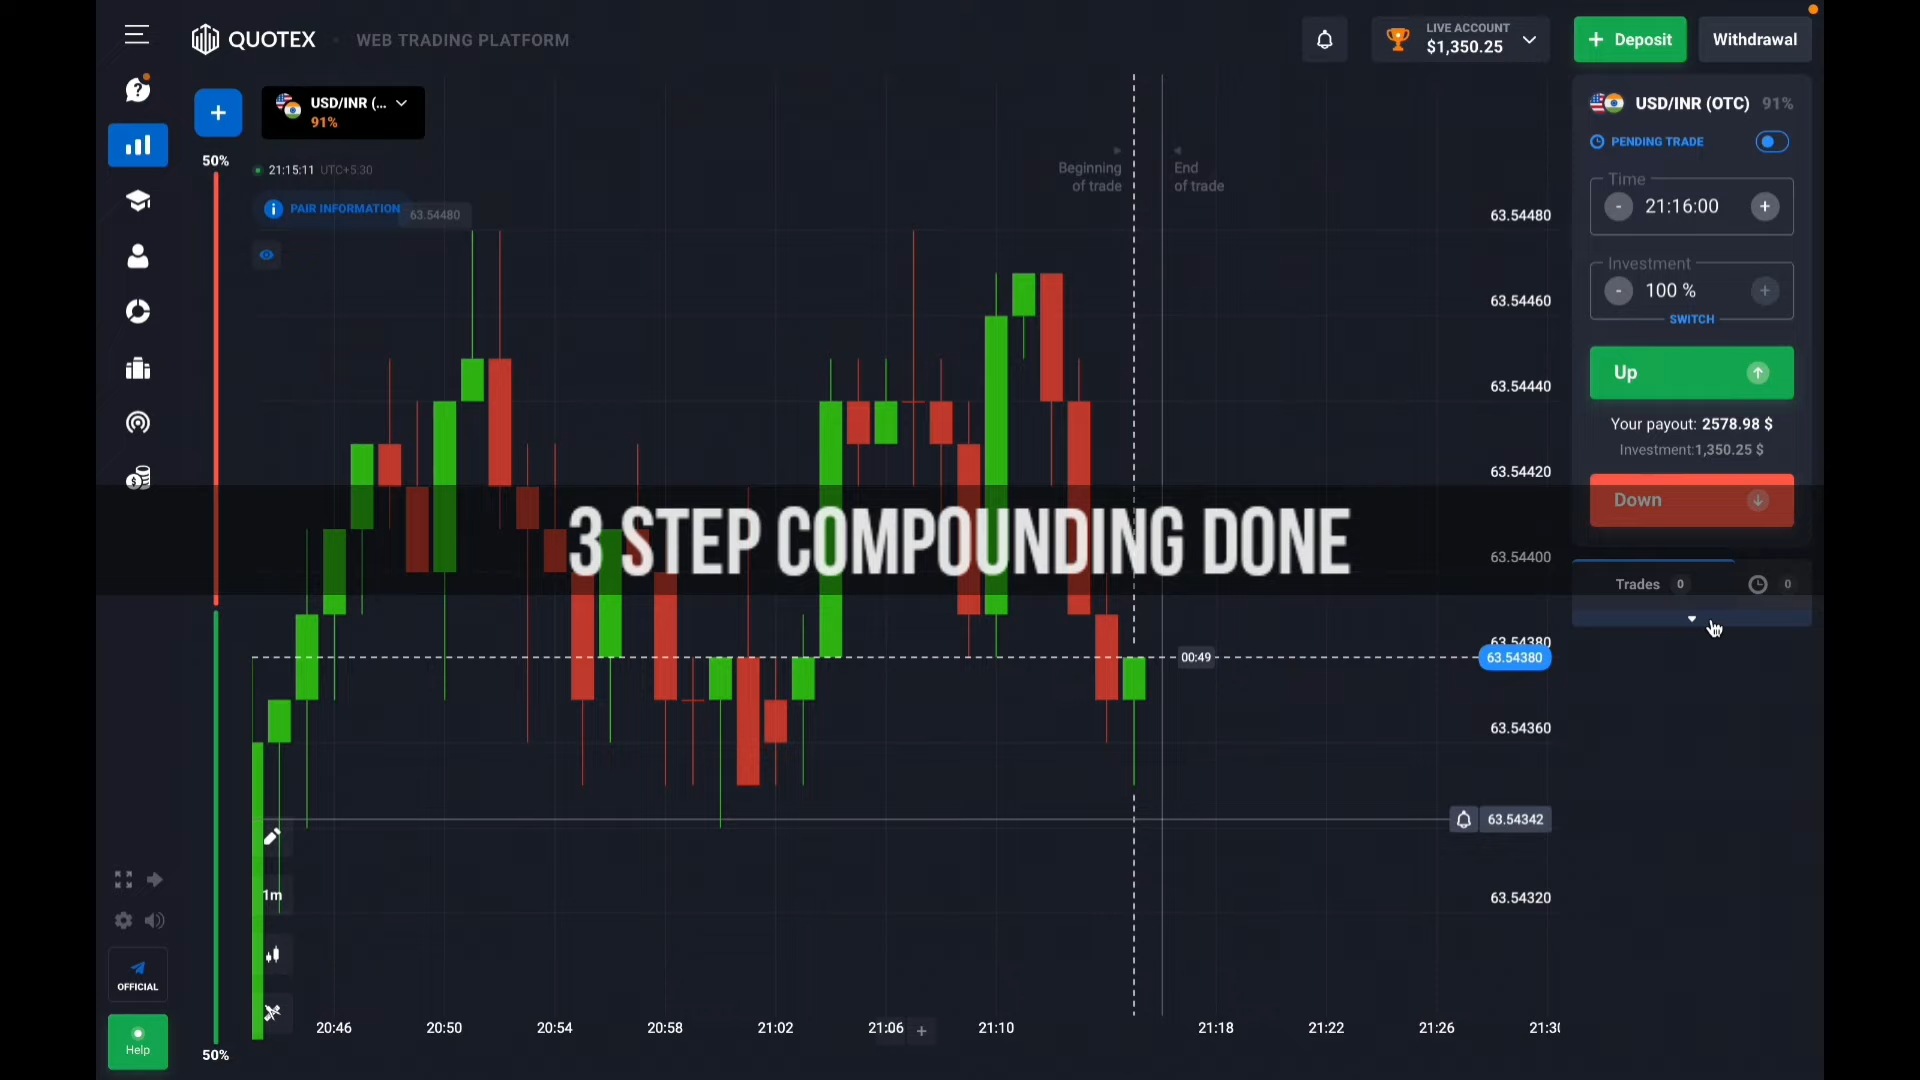 QUOTEX
WEB TRADING PLATFORM
LIVE ACCOUNT
$1,350.25
+ Deposit
Withdrawal
+
USD/INR (...
91%
USD/INR (OTC) 91%
PENDING TRADE
50%
21:15:11 UTC+5:30
PAIR INFORMATION
63.54480
Beginning
of trade
End
of trade
Time
- 21:16:00 +
Investment
- 100 % +
SWITCH
Up
Your payout: 2578.98 $
Investment:1,350.25 $
Down
Trades 0
0
63.54480
63.54460
63.54440
63.54420
3 STEP COMPOUNDING DONE
63.54400
63.54380
00:49
63.54380
63.54360
63.54342
63.54320
1m
OFFICIAL
Help
50%
20:46
20:50
20:54
20:58
21:02
21:06
+
21:10
21:18
21:22
21:26